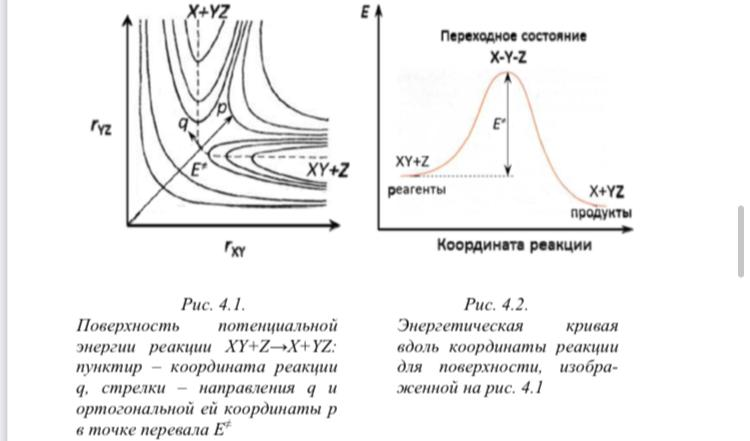 X+YZ
r_YZ
q
p
E≠
XY+Z
r_XY
E
Переходное состояние
X-Y-Z
E≠
XY+Z
реагенты
X+YZ
продукты
Координата реакции
Рис. 4.1.
Поверхность потенциальной
энергии реакции XY+Z→X+YZ:
пунктир – координата реакции
q, стрелки – направления q и
ортогональной ей координаты p
в точке перевала E≠
Рис. 4.2.
Энергетическая кривая
вдоль координаты реакции
для поверхности, изобра-
женной на рис. 4.1